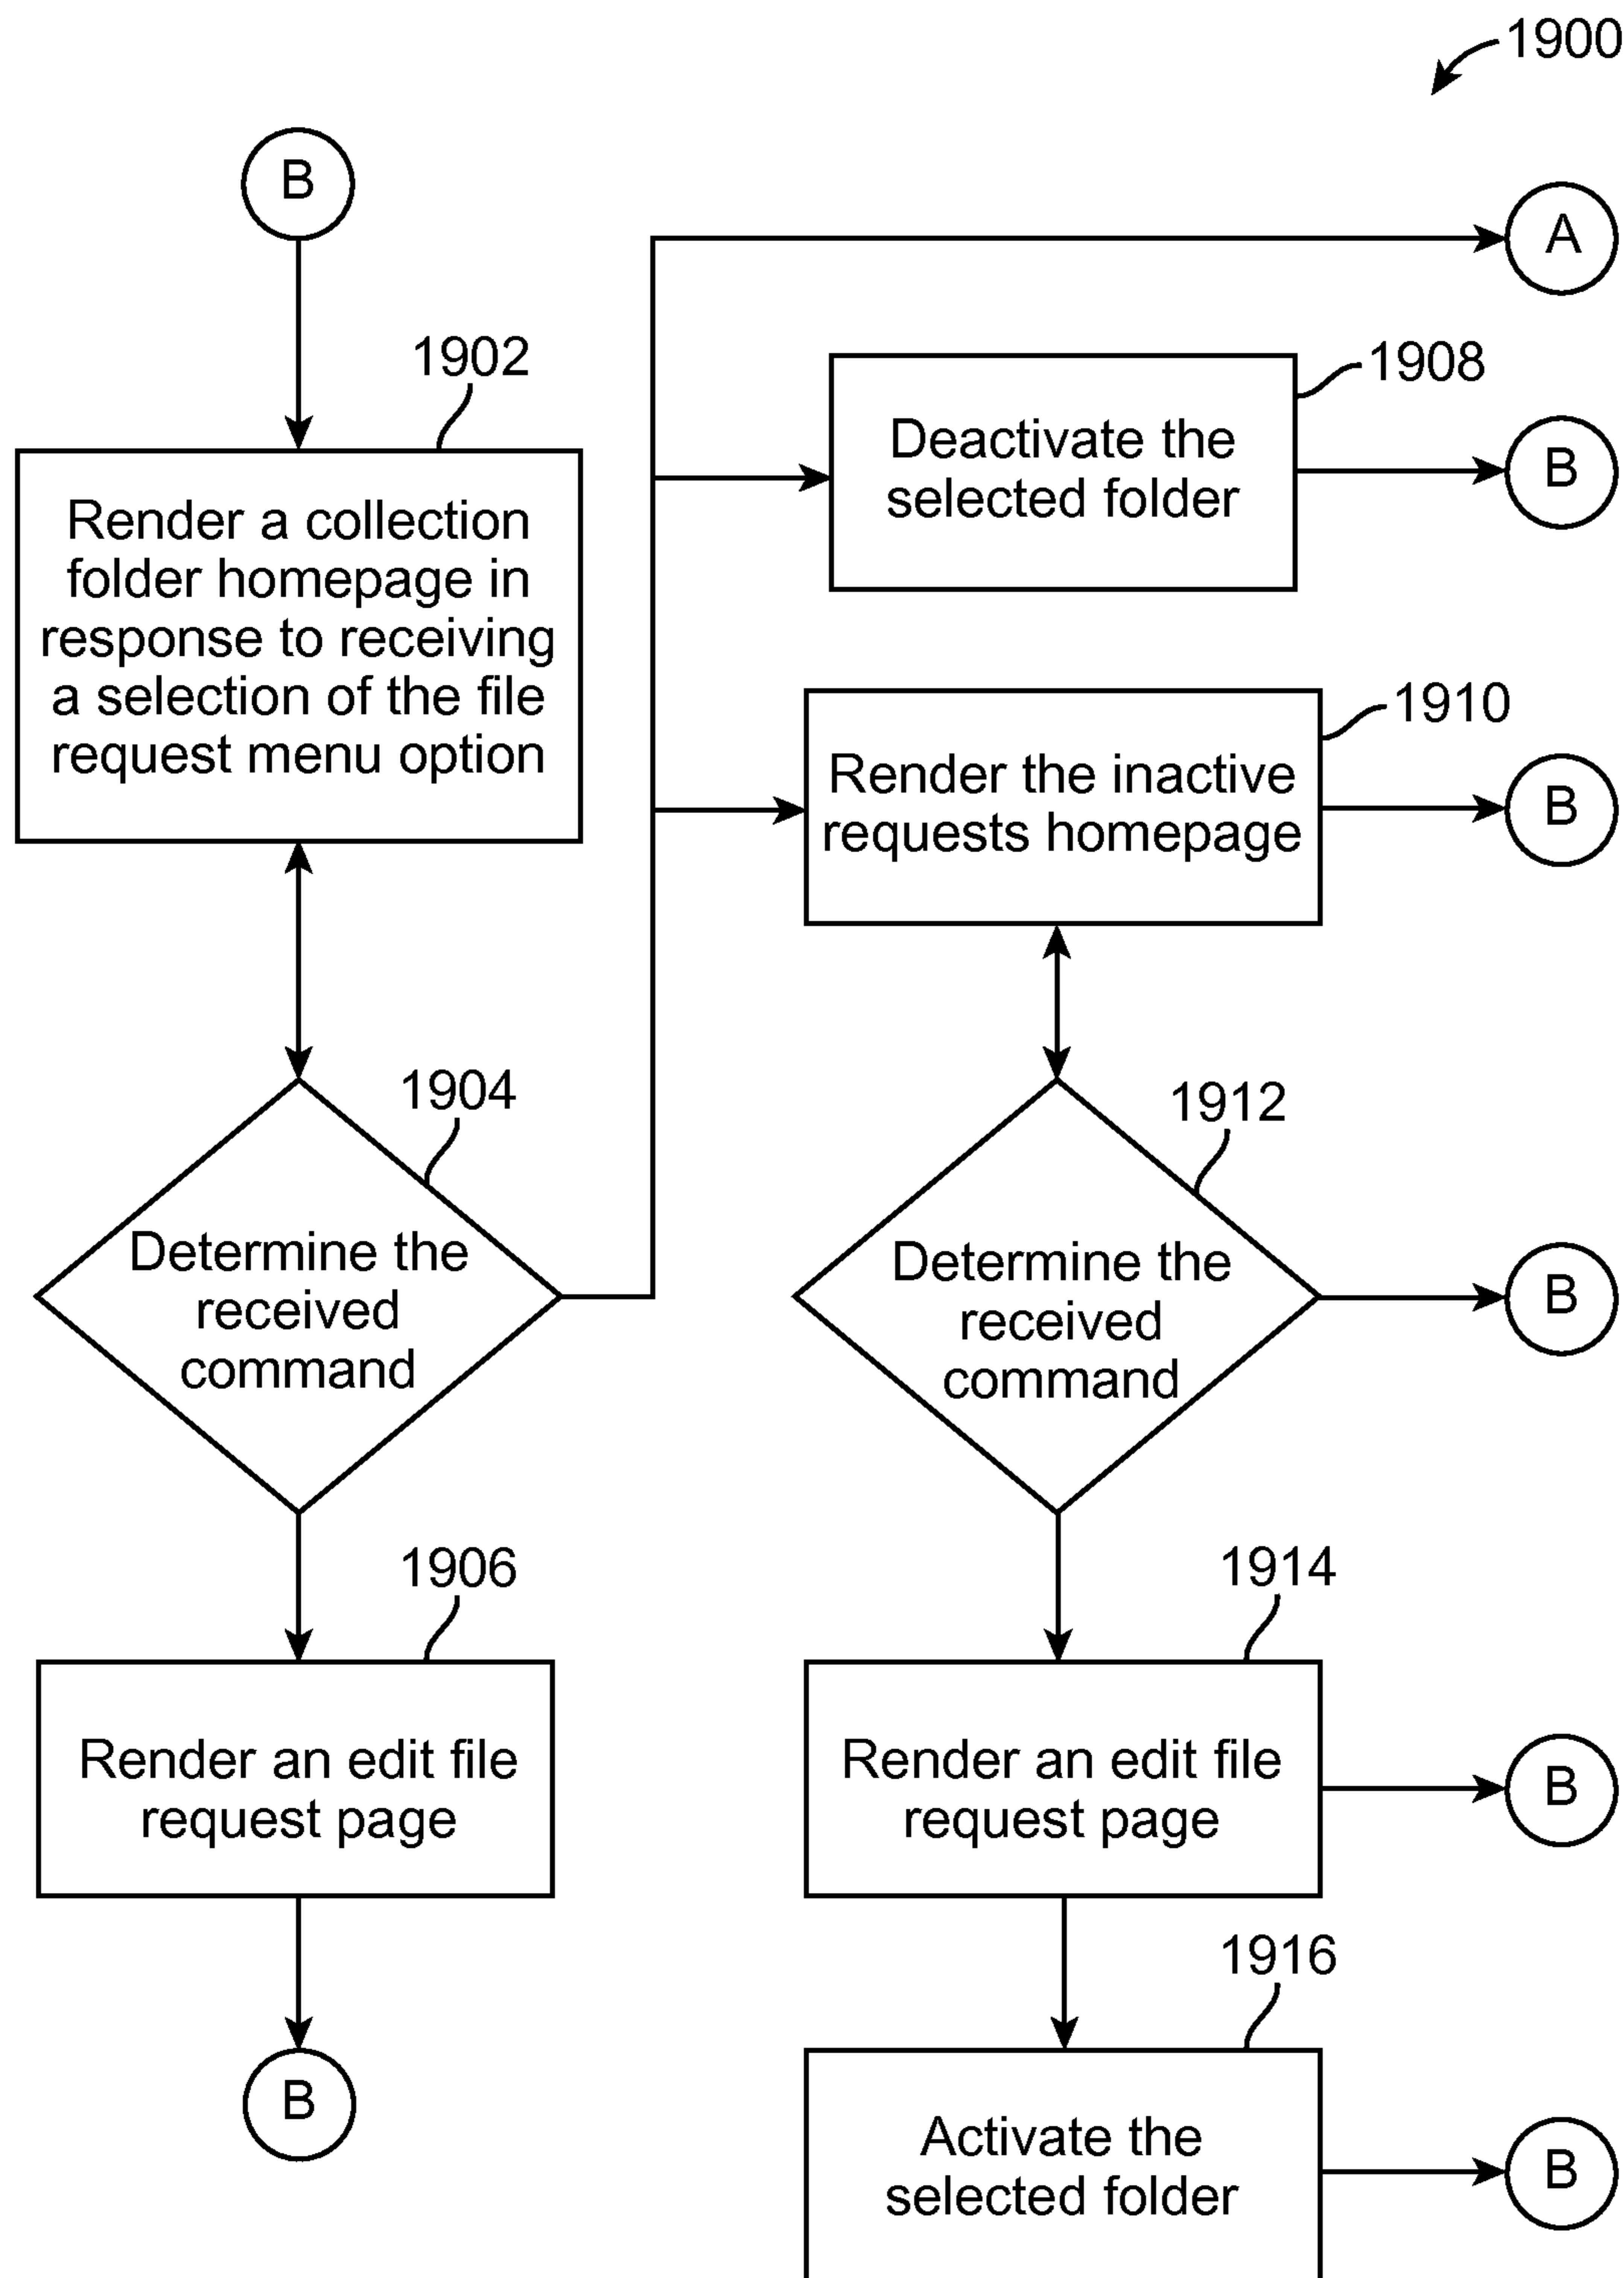 1900
B
A
1902
Render a collection
folder homepage in
response to receiving
a selection of the file
request menu option
1908
Deactivate the
selected folder
B
1910
Render the inactive
requests homepage
B
1904
Determine the
received
command
1912
Determine the
received
command
B
1906
Render an edit file
request page
B
1914
Render an edit file
request page
B
1916
Activate the
selected folder
B